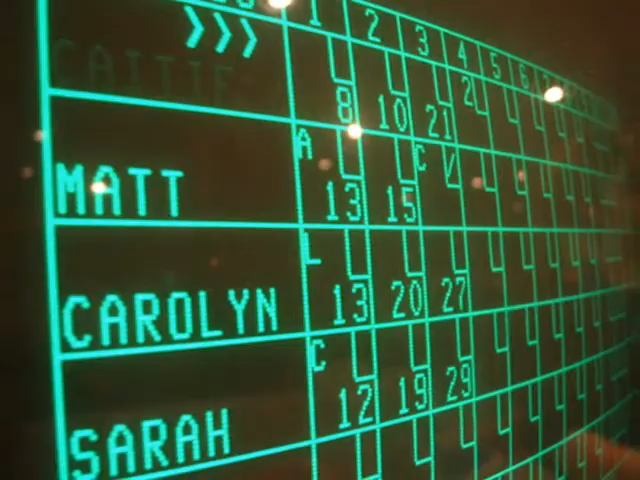 1 2 3 4 5 6
>>>
2
8 10 21
A C /
MATT 13 15
L
CAROLYN 13 20 27
C
SARAH 12 19 29